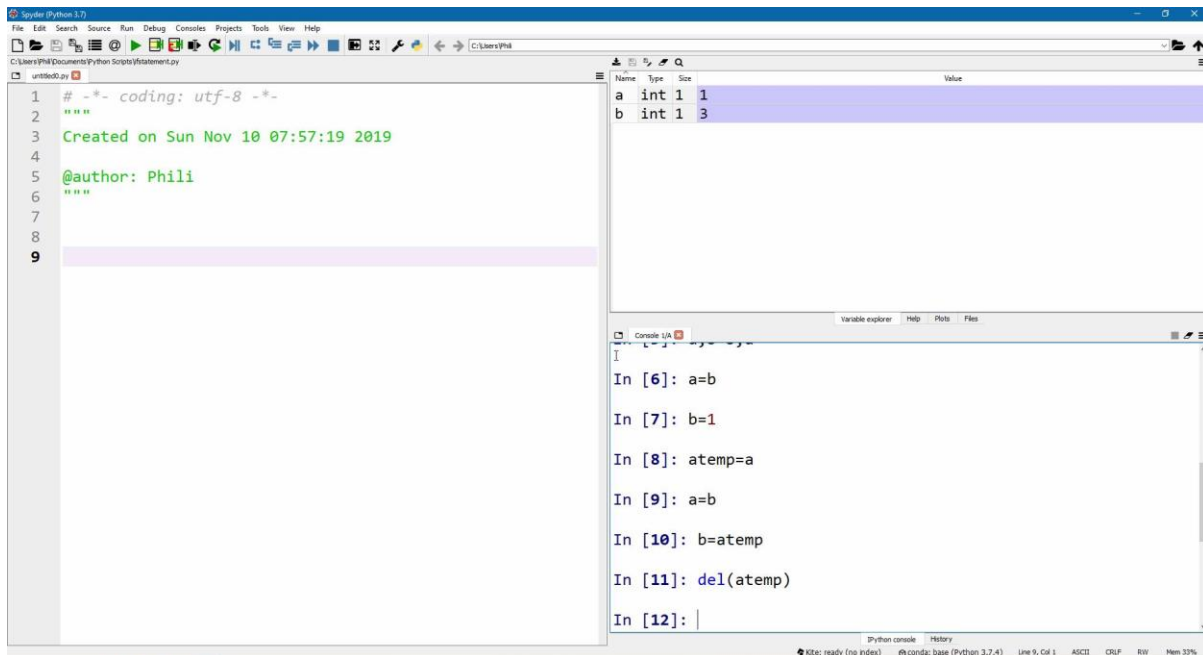 Spyder (Python 3.7)
File Edit Search Source Run Debug Consoles Projects Tools View Help
C:\Users\Phili
C:\Users\Phili\Documents\Python Scripts\ifstatement.py
untitled0.py
1 # -*- coding: utf-8 -*-
2 """
3 Created on Sun Nov 10 07:57:19 2019
4
5 @author: Phili
6 """
7
8
9
Name Type Size Value
a int 1 1
b int 1 3
Variable explorer Help Plots Files
Console 1/A
In [6]: a=b
In [7]: b=1
In [8]: atemp=a
In [9]: a=b
In [10]: b=atemp
In [11]: del(atemp)
In [12]:
IPython console History
Kite: ready (no index) conda: base (Python 3.7.4) Line 9, Col 1 ASCII CRLF RW Mem 33%